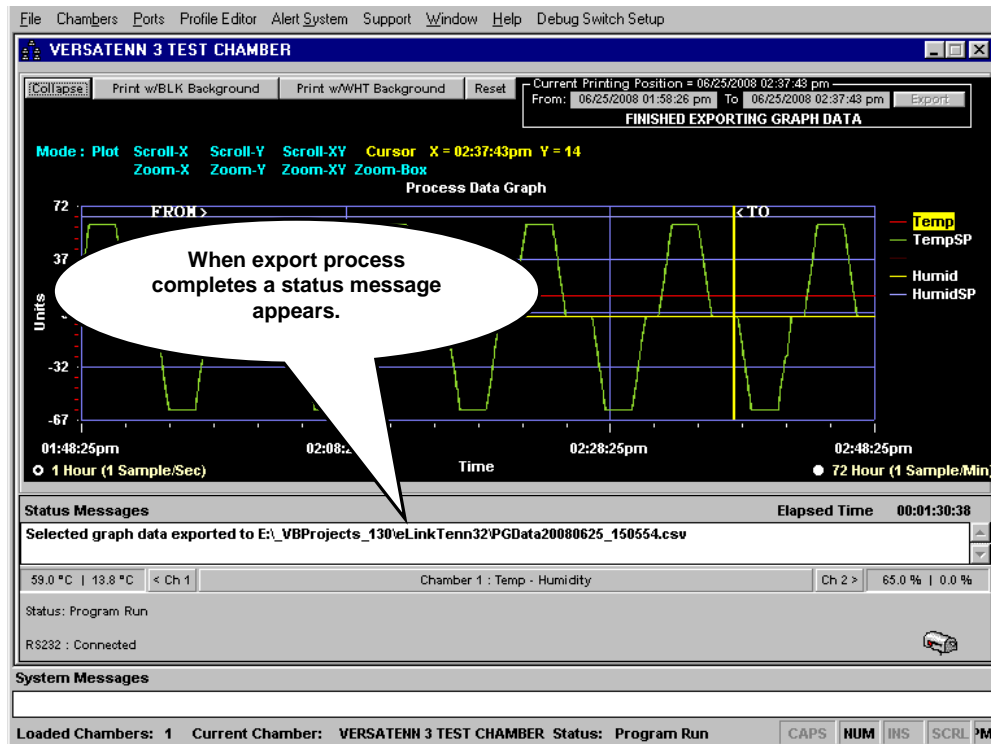 File Chambers Ports Profile Editor Alert System Support Window Help Debug Switch Setup
VERSATENN 3 TEST CHAMBER
Collapse Print w/BLK Background Print w/WHT Background Reset
Current Printing Position = 06/25/2008 02:37:43 pm
From: 06/25/2008 01:58:26 pm To 06/25/2008 02:37:43 pm Export
FINISHED EXPORTING GRAPH DATA
Mode : Plot Scroll-X Scroll-Y Scroll-XY Cursor X = 02:37:43pm Y = 14
Zoom-X Zoom-Y Zoom-XY Zoom-Box
Process Data Graph
72
FROM > < TO
Temp
TempSP
37
Humid
HumidSP
When export process
completes a status message
appears.
Units
-32
-67
01:48:25pm 02:28:25pm 02:48:25pm
Time
1 Hour (1 Sample/Sec) 72 Hour (1 Sample/Min)
Status Messages Elapsed Time 00:01:30:38
Selected graph data exported to E:\_VBProjects_130\eLinkTenn32\PGData20080625_150554.csv
59.0 °C | 13.8 °C < Ch 1 Chamber 1 : Temp - Humidity Ch 2 > 65.0 % | 0.0 %
Status: Program Run
RS232 : Connected
System Messages
Loaded Chambers: 1 Current Chamber: VERSATENN 3 TEST CHAMBER Status: Program Run CAPS NUM INS SCRL